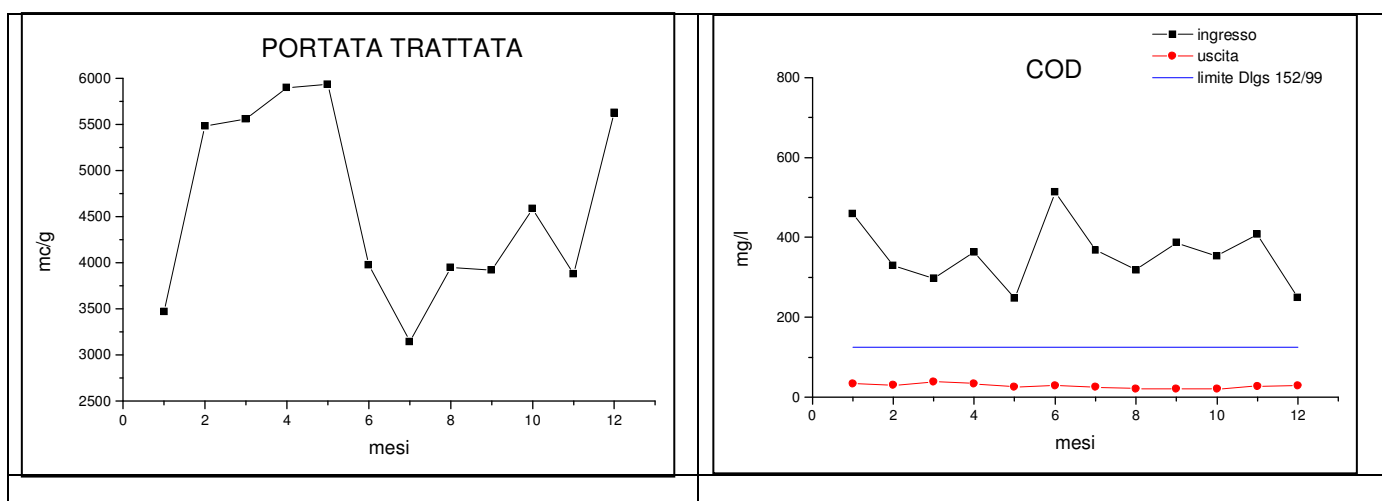 PORTATA TRATTATA
6000
5500
5000
4500
4000
3500
3000
2500
mc/g
0 2 4 6 8 10 12
mesi
ingresso
uscita
limite Dlgs 152/99
COD
800
600
400
200
0
mg/l
0 2 4 6 8 10 12
mesi